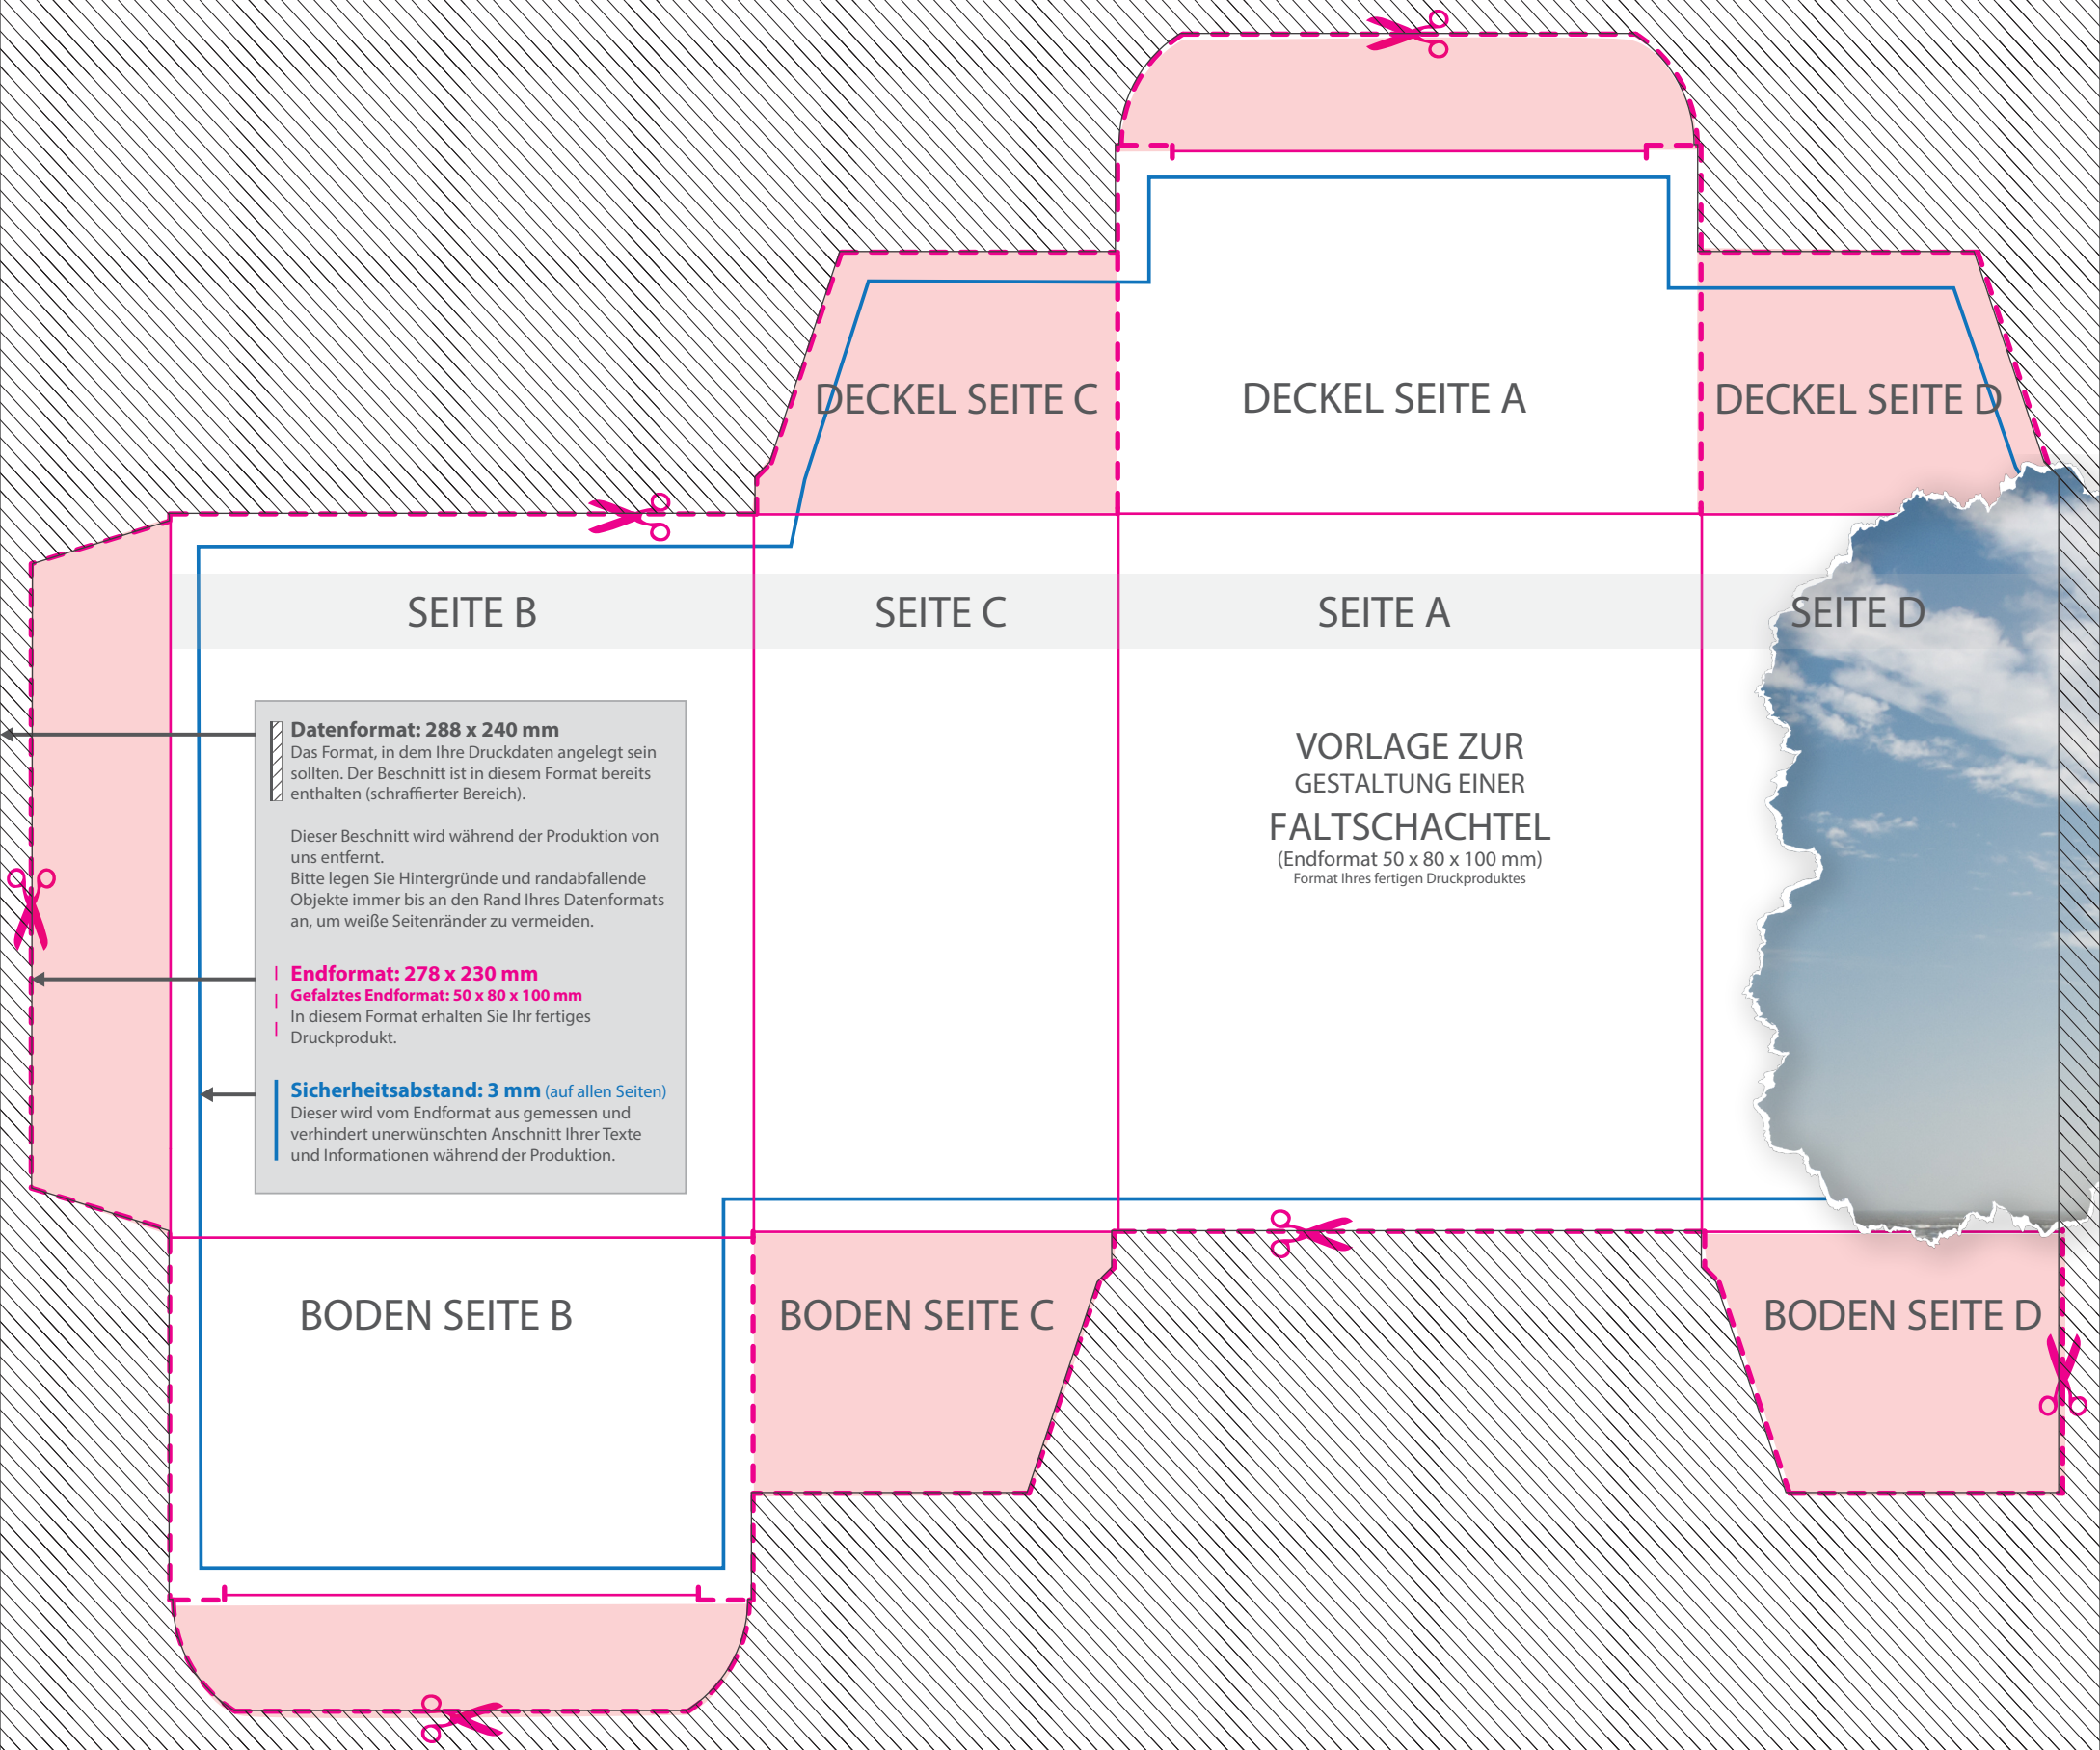 DECKEL SEITE C
DECKEL SEITE A
DECKEL SEITE D
SEITE B
SEITE C
SEITE A
SEITE D
Datenformat: 288 x 240 mm
Das Format, in dem Ihre Druckdaten angelegt sein
sollten. Der Beschnitt ist in diesem Format bereits
enthalten (schraffierter Bereich).
Dieser Beschnitt wird während der Produktion von
uns entfernt.
Bitte legen Sie Hintergründe und randabfallende
Objekte immer bis an den Rand Ihres Datenformats
an, um weiße Seitenränder zu vermeiden.
Endformat: 278 x 230 mm
Gefalztes Endformat: 50 x 80 x 100 mm
In diesem Format erhalten Sie Ihr fertiges
Druckprodukt.
Sicherheitsabstand: 3 mm (auf allen Seiten)
Dieser wird vom Endformat aus gemessen und
verhindert unerwünschten Anschnitt Ihrer Texte
und Informationen während der Produktion.
VORLAGE ZUR
GESTALTUNG EINER
FALTSCHACHTEL
(Endformat 50 x 80 x 100 mm)
Format Ihres fertigen Druckproduktes
BODEN SEITE B
BODEN SEITE C
BODEN SEITE D